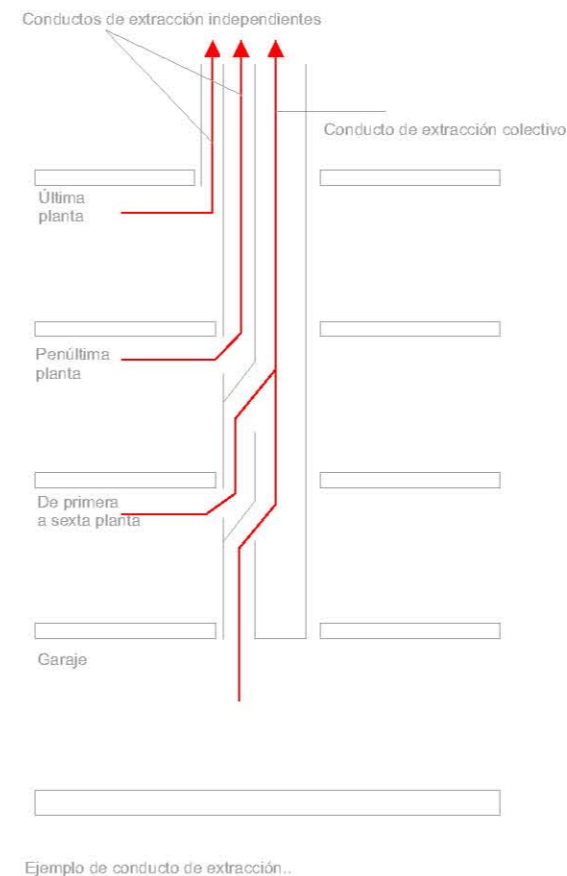 Conductos de extracción independientes
Conducto de extracción colectivo
Última
planta
Penúltima
planta
De primera
a sexta planta
Garaje
Ejemplo de conducto de extracción..